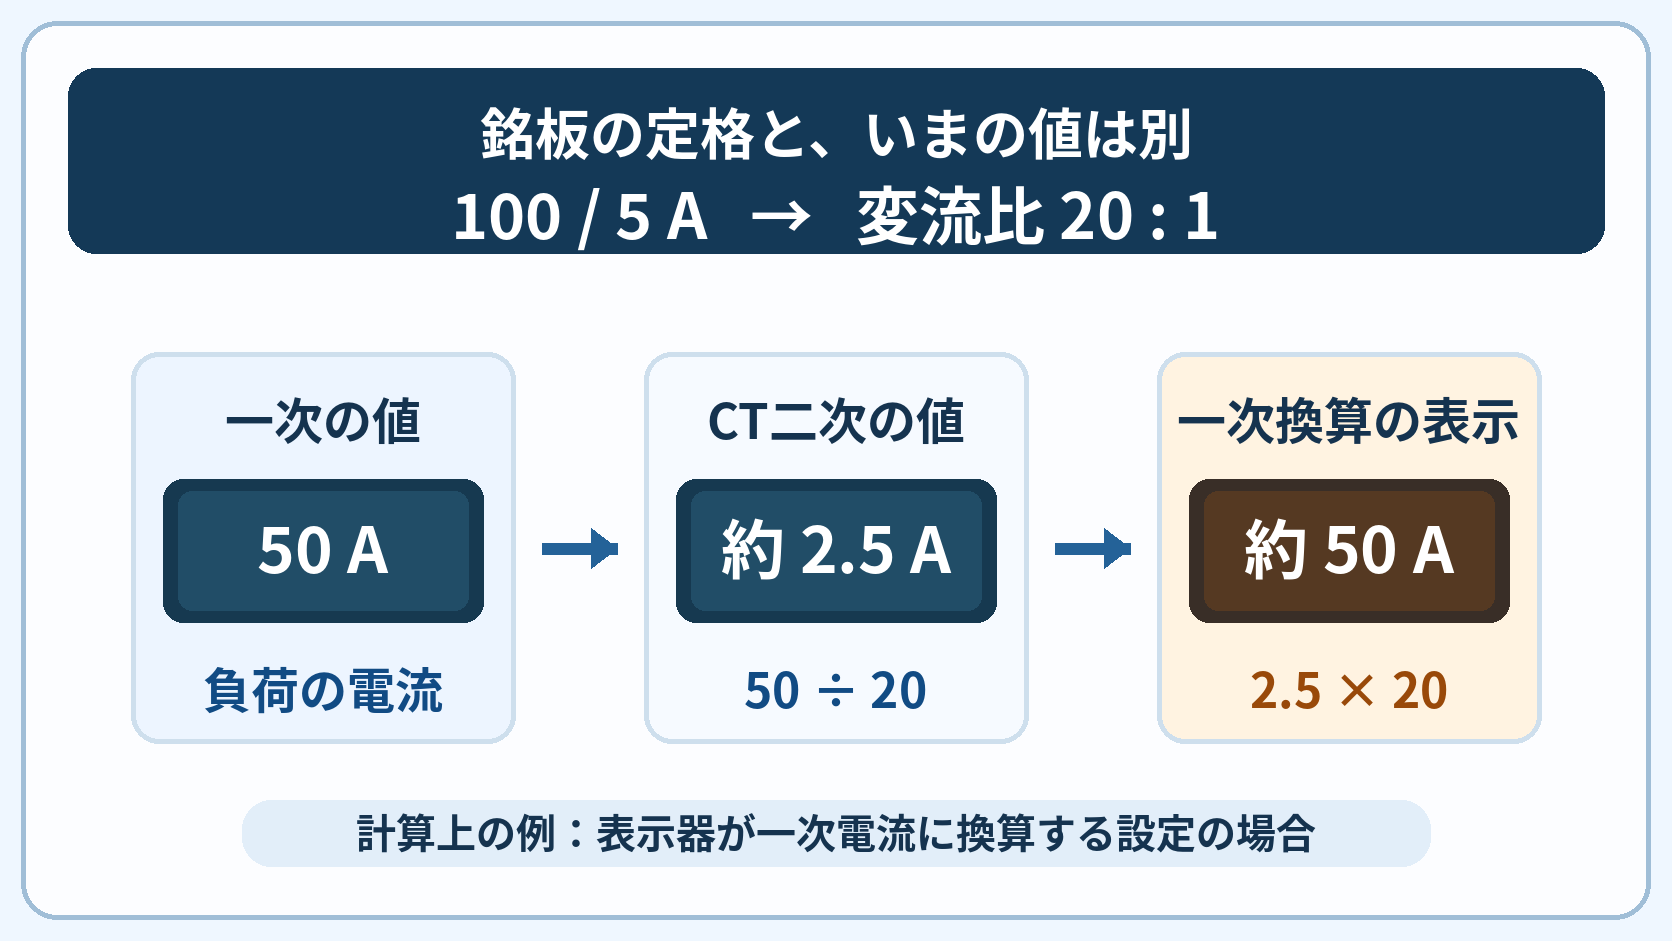 銘板の定格と、いまの値は別
100 / 5 A → 変流比 20 : 1
一次の値
50 A
負荷の電流
CT二次の値
約 2.5 A
50 ÷ 20
一次換算の表示
約 50 A
2.5 × 20
計算上の例：表示器が一次電流に換算する設定の場合